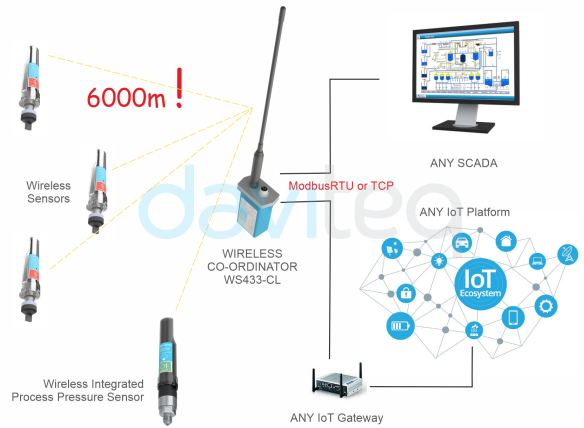 6000m !
ANY SCADA
ModbusRTU or TCP
Wireless
Sensors
daviteq
ANY IoT Platform
WIRELESS
CO-ORDINATOR
WS433-CL
IoT
Ecosystem
Wireless Integrated
Process Pressure Sensor
ANY IoT Gateway